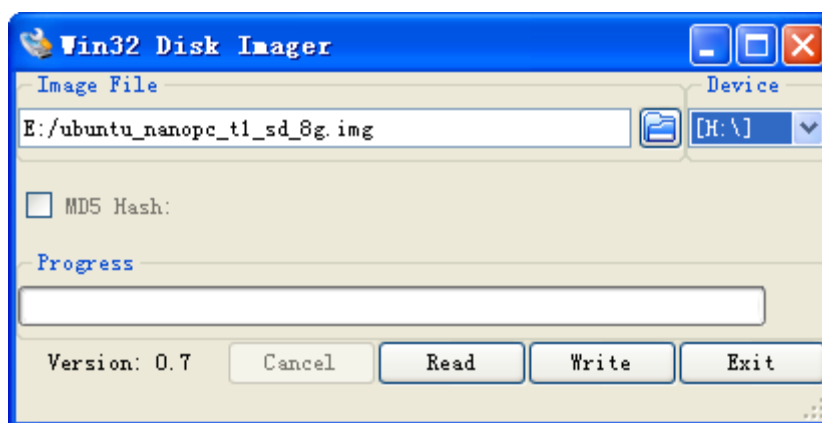 Win32 Disk Imager
Image File
Device
E:/ubuntu_nanopc_t1_sd_8g.img
[H:\]
MD5 Hash:
Progress
Version: 0.7
Cancel
Read
Write
Exit